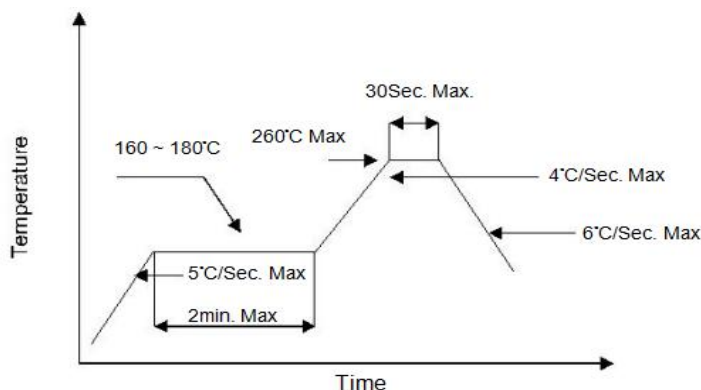 30Sec. Max.
260°C Max
160 ~ 180°C
4°C/Sec. Max
6°C/Sec. Max
5°C/Sec. Max
2min. Max
Temperature
Time